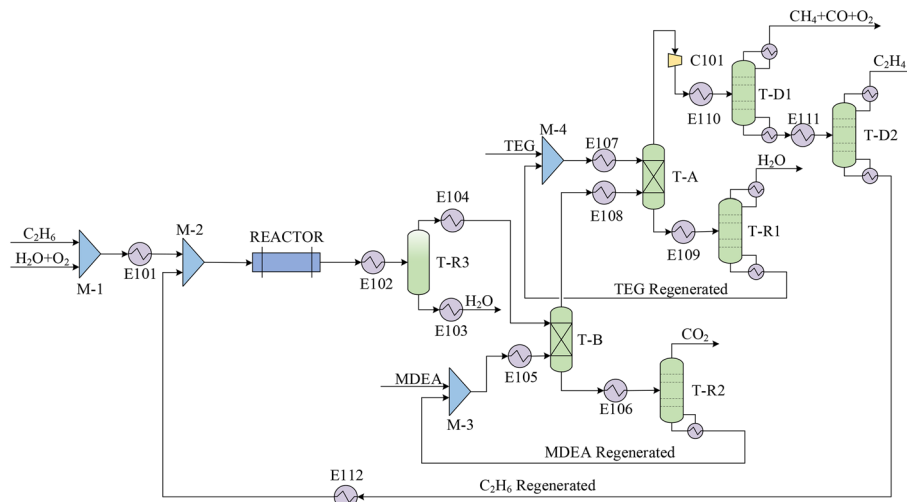 CH₄+CO+O₂
C101
C₂H₄
T-D1
E110
E111
T-D2
M-4
E107
TEG
T-A
E108
H₂O
E104
M-2
REACTOR
C₂H₆
T-R3
T-R1
E109
H₂O+O₂
E101
M-1
E102
TEG Regenerated
H₂O
E103
T-B
CO₂
MDEA
E105
T-R2
E106
M-3
MDEA Regenerated
E112
C₂H₆ Regenerated